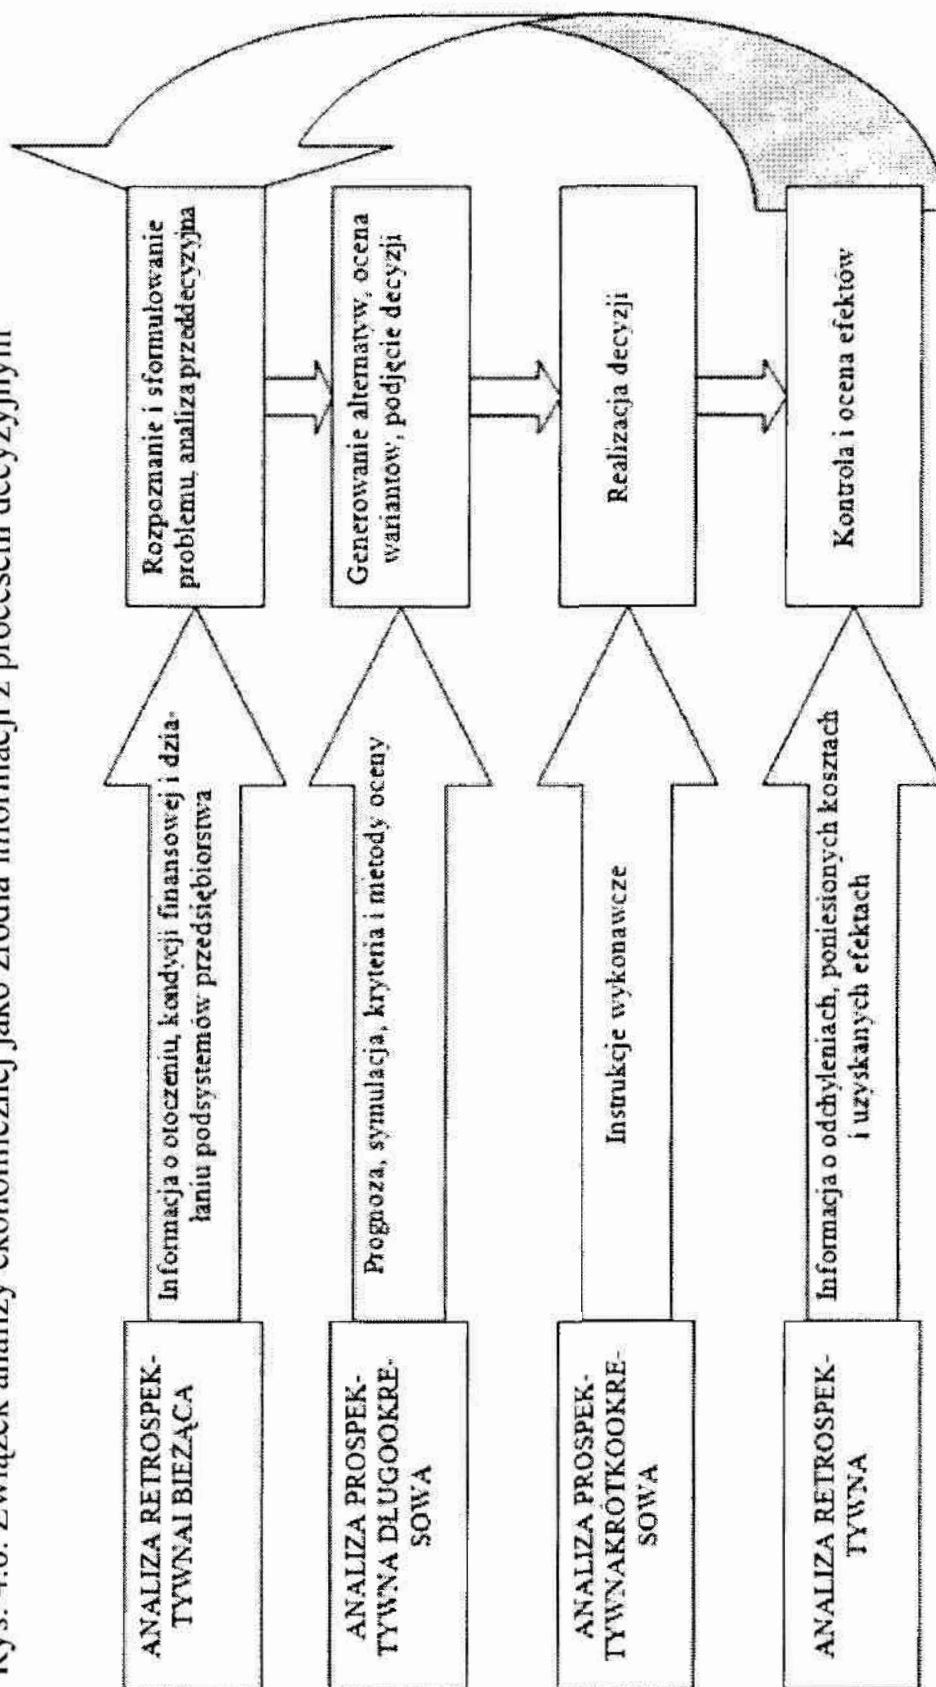 Rys. 4.6. Związek analizy ekonomicznej jako źródła informacji z procesem decyzyjnym
ANALIZA RETROSPEK-
TYWNAI BIEŻĄCA
Informacja o otoczeniu, kondycji finansowej i dzia-
łaniu podsystemów przedsiębiorstwa
Rozpoznanie i sformułowanie
problemu, analiza przeddecyzyjna
ANALIZA PROSPEK-
TYWNA DŁUGOOKRE-
SOWA
Prognoza, symulacja, kryteria i metody oceny
Generowanie alternatyw, ocena
wariantów, podjęcie decyzji
ANALIZA PROSPEK-
TYWNAKRÓTKOOKRE-
SOWA
Instrukcje wykonawcze
Realizacja decyzji
ANALIZA RETROSPEK-
TYWNA
Informacja o odchyleniach, poniesionych kosztach
i uzyskanych efektach
Kontrola i ocena efektów